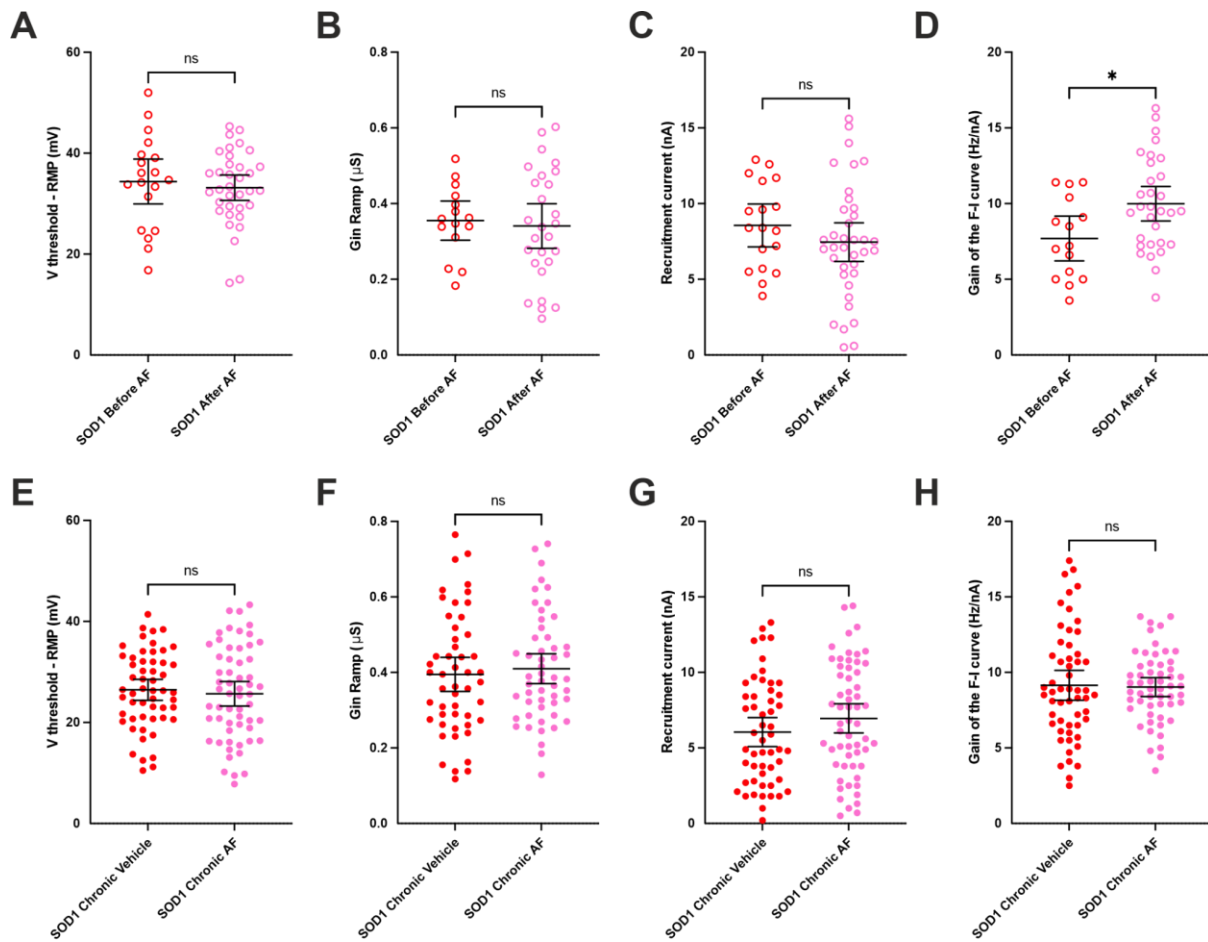 A
B
C
D
V threshold - RMP (mV)
60
40
20
0
ns
SOD1 Before AF
SOD1 After AF
Gin Ramp (µS)
0.8
0.6
0.4
0.2
0.0
ns
SOD1 Before AF
SOD1 After AF
Recruitment current (nA)
20
15
10
5
0
ns
SOD1 Before AF
SOD1 After AF
Gain of the F-I curve (Hz/nA)
20
15
10
5
0
*
SOD1 Before AF
SOD1 After AF
E
F
G
H
V threshold - RMP (mV)
60
40
20
0
ns
SOD1 Chronic Vehicle
SOD1 Chronic AF
Gin Ramp (µS)
0.8
0.6
0.4
0.2
0.0
ns
SOD1 Chronic Vehicle
SOD1 Chronic AF
Recruitment current (nA)
20
15
10
5
0
ns
SOD1 Chronic Vehicle
SOD1 Chronic AF
Gain of the F-I curve (Hz/nA)
20
15
10
5
0
ns
SOD1 Chronic Vehicle
SOD1 Chronic AF